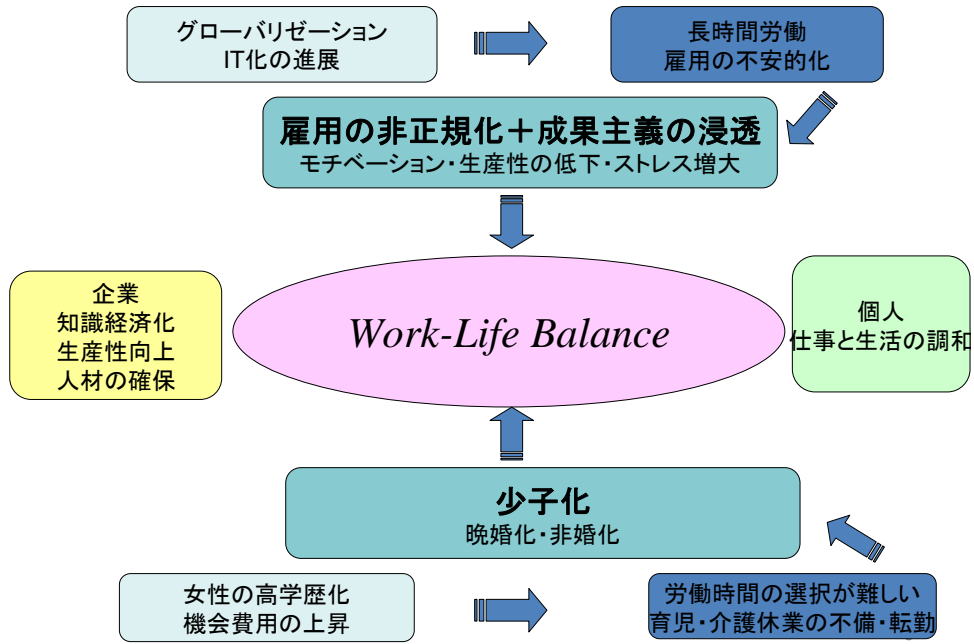 グローバリゼーション
IT化の進展
長時間労働
雇用の不安的化
雇用の非正規化＋成果主義の浸透
モチベーション・生産性の低下・ストレス増大
企業
知識経済化
生産性向上
人材の確保
Work-Life Balance
個人
仕事と生活の調和
少子化
晩婚化・非婚化
女性の高学歴化
機会費用の上昇
労働時間の選択が難しい
育児・介護休業の不備・転勤